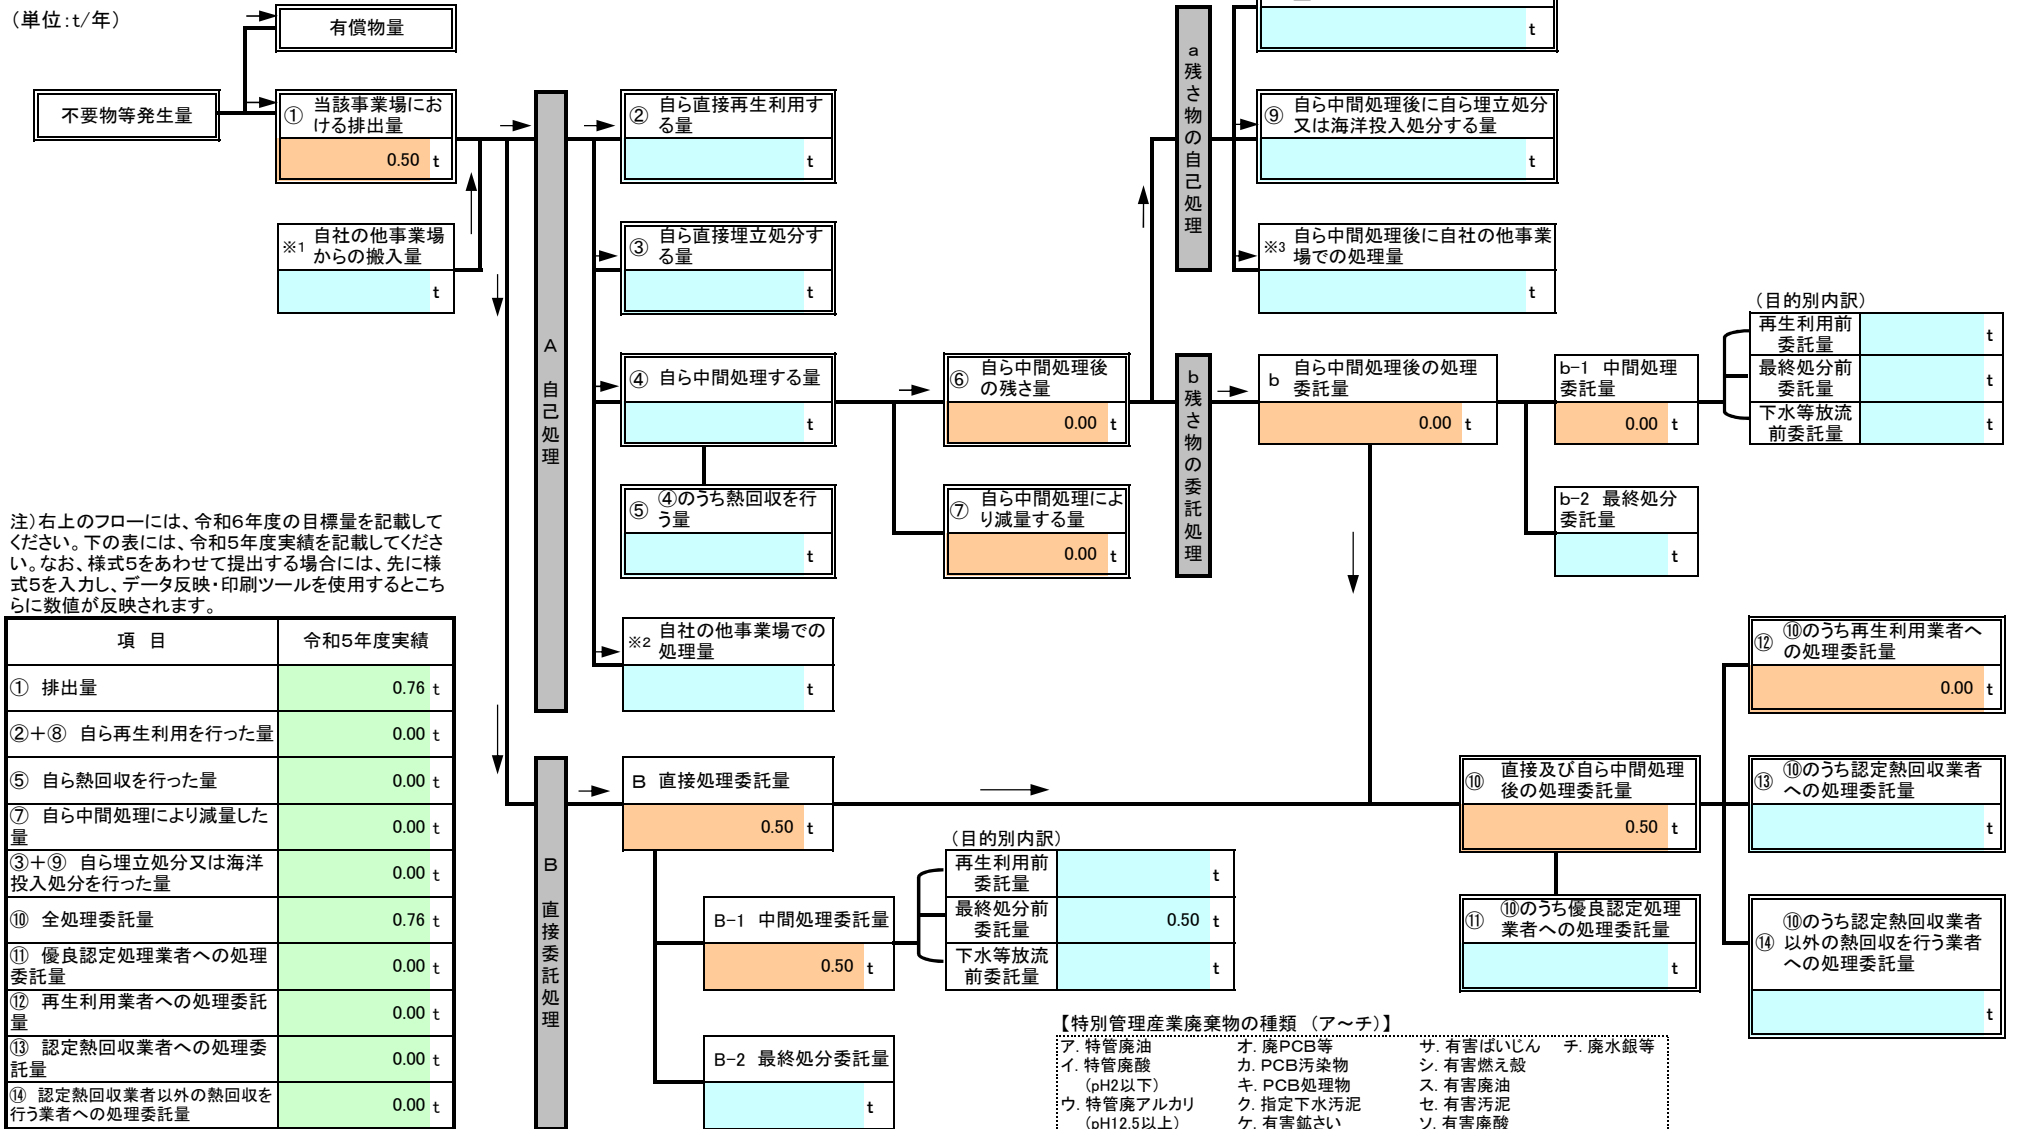 （単位:t/年）
有償物量
不要物等発生量
①
当該事業場にお
ける排出量
0.50 t
※1
自社の他事業場
からの搬入量
t
A 自己処理
②
自ら直接再生利用す
る量
t
③
自ら直接埋立処分す
る量
t
④ 自ら中間処理する量
t
⑤
④のうち熱回収を行
う量
t
※2
自社の他事業場での
処理量
t
⑥
自ら中間処理後
の残さ量
0.00 t
⑦
自ら中間処理によ
り減量する量
0.00 t
a残さ物の自己処理
t
⑨
自ら中間処理後に自ら埋立処分
又は海洋投入処分する量
t
※3
自ら中間処理後に自社の他事業
場での処理量
t
b残さ物の委託処理
b
自ら中間処理後の処理
委託量
0.00 t
b-1 中間処理
委託量
0.00 t
b-2 最終処分
委託量
t
（目的別内訳）
再生利用前
委託量
t
最終処分前
委託量
t
下水等放流
前委託量
t
注）右上のフローには、令和6年度の目標量を記載して
ください。下の表には、令和5年度実績を記載してくださ
い。なお、様式5をあわせて提出する場合には、先に様
式5を入力し、データ反映・印刷ツールを使用するとこち
らに数値が反映されます。
項 目 令和5年度実績
① 排出量 0.76 t
②＋⑧ 自ら再生利用を行った量 0.00 t
⑤ 自ら熱回収を行った量 0.00 t
⑦ 自ら中間処理により減量した
量 0.00 t
③＋⑨ 自ら埋立処分又は海洋
投入処分を行った量 0.00 t
⑩ 全処理委託量 0.76 t
⑪ 優良認定処理業者への処理
委託量 0.00 t
⑫ 再生利用業者への処理委託
量 0.00 t
⑬ 認定熱回収業者への処理委
託量 0.00 t
⑭ 認定熱回収業者以外の熱回収を
行う業者への処理委託量 0.00 t
B 直接委託処理
B 直接処理委託量
0.50 t
B-1 中間処理委託量
0.50 t
B-2 最終処分委託量
t
（目的別内訳）
再生利用前
委託量
t
最終処分前
委託量
0.50 t
下水等放流
前委託量
t
⑩
直接及び自ら中間処理
後の処理委託量
0.50 t
⑪
⑩のうち優良認定処理
業者への処理委託量
t
⑫
⑩のうち再生利用業者へ
の処理委託量
0.00 t
⑬
⑩のうち認定熱回収業者
への処理委託量
t
⑭
⑩のうち認定熱回収業者
以外の熱回収を行う業者
への処理委託量
t
【特別管理産業廃棄物の種類 （ア～チ）】
ア. 特管廃油 オ. 廃PCB等 サ. 有害ばいじん チ. 廃水銀等
イ. 特管廃酸 カ. PCB汚染物 シ. 有害燃え殻
（pH2以下） キ. PCB処理物 ス. 有害廃油
ウ. 特管廃アルカリ ク. 指定下水汚泥 セ. 有害汚泥
（pH12.5以上） ケ. 有害鉱さい ソ. 有害廃酸